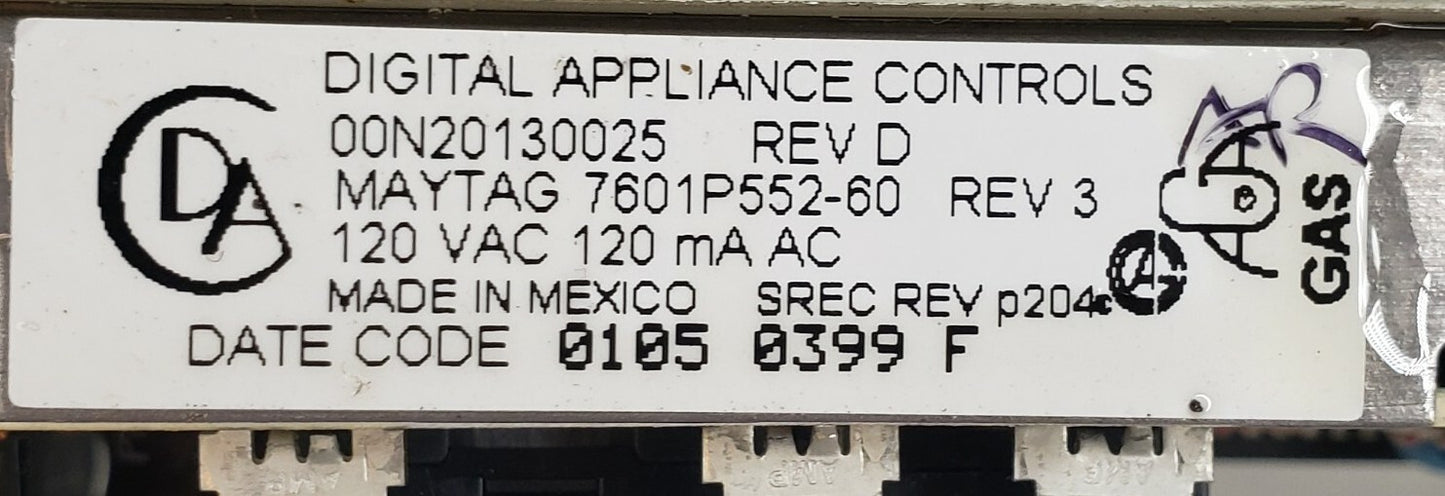 DIGITAL APPLIANCE CONTROLS
00N20130025 REV D
MAYTAG 7601P552-60 REV 3
120 VAC 120 mA AC
MADE IN MEXICO SREC REV p204c
DATE CODE 0105 0399 F
GAS
DA